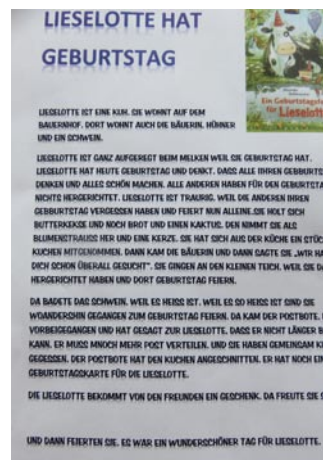 LIESELOTTE HAT
GEBURTSTAG
Ein Geburtstagsfest
für Lieselotte
LIESELOTTE IST EINE KUH. SIE WOHNT AUF DEM
BAUERNHOF. DORT WOHNT AUCH DIE BÄUERIN, HÜHNER
UND EIN SCHWEIN.
LIESELOTTE IST GANZ AUFGEREGT BEIM MELKEN WEIL SIE GEBURTSTAG HAT.
LIESELOTTE HAT HEUTE GEBURTSTAG UND DENKT. DASS ALLE IHREN GEBBURTS
DENKEN UND ALLES SCHÖN MACHEN. ALLE ANDEREN HABEN FÜR DEN GEBURTSTA
NICHTS HERGERICHTET. LIESELOTTE IST TRAURIG. WEIL DIE ANDEREN IHREN
GEBBURTSTAG VERGESSEN HABEN UND FEIERT NUN ALLEINE.SIE HOLT SICH
BUTTERKEKSE UND NOCH BROT UND EINEN KAKTUS. DEN NIMMT SIE ALS
BLUMENSTRAUSS HER UND EINE KERZE. SIE HAT SICH AUS DER KÜCHE EIN STÜC
KUCHEN MITGENOMMEN. DANN KAM DIE BÄUERIN UND DANN SAGTE SIE „WIR HA
DICH SCHON ÜBERALL GESUCHT". SIE GINGEN AN DEN KLEINEN TEICH. WEIL SIE DO
HERGERICHTET HABEN UND DORT GEBURTSTAG FEIERN.
DA BADETE DAS SCHWEIN. WEIL ES HEISS IST. WEIL ES SO HEISS IST SIND SIE
WOANDERSHIN GEGANGEN ZUM GEBURTSTAG FEIERN. DA KAM DER POSTBOTE.
VORBEIGEGANGEN UND HAT GESAGT ZUR LIESELOTTE. DASS ER NICHT LÄNGER B
KANN. ER MUSS MNOCH MEHR POST VERTEILEN. UND SIE HABEN GEMEINSAM K
GEGESSEN. DER POSTBOTE HAT DEN KUCHEN ANGESCHNITTEN. ER HAT NOCH EIN
GEBURTSTAGSKARTE FÜR DIE LIESELOTTE.
DIE LIESELOTTE BEKOMMT VON DEN FREUNDEN EIN GESCHENK. DA FREUTE SIE S
UND DANN FEIERTEN SIE. ES WAR EIN WUNDERSCHÖNER TAG FÜR LIESELOTTE.